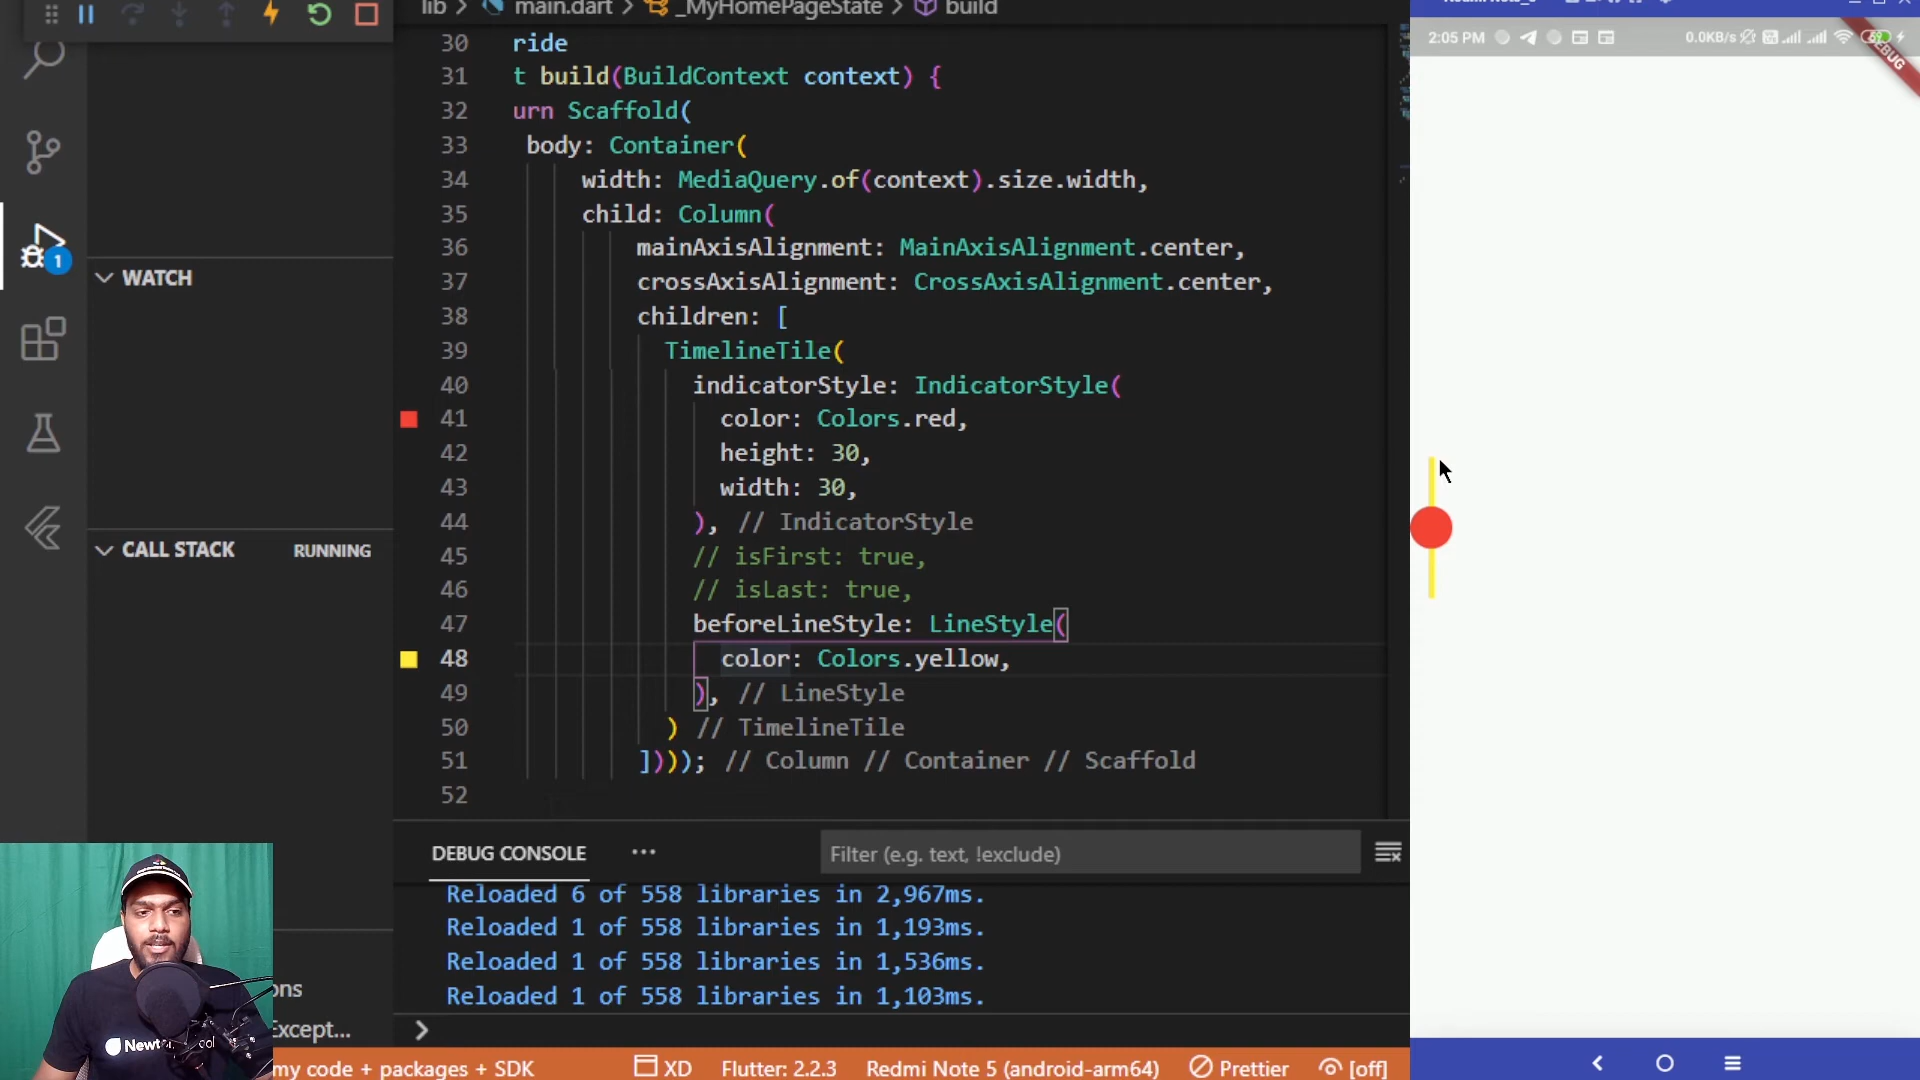 lib > main.dart > _MyHomePageState > build
2:05 PM 0.0KB/s 69
DEBUG
30 ride
31 t build(BuildContext context) {
32 urn Scaffold(
33 body: Container(
34 width: MediaQuery.of(context).size.width,
35 child: Column(
36 mainAxisAlignment: MainAxisAlignment.center,
37 crossAxisAlignment: CrossAxisAlignment.center,
38 children: [
39 TimelineTile(
40 indicatorStyle: IndicatorStyle(
41 color: Colors.red,
42 height: 30,
43 width: 30,
44 ), // IndicatorStyle
45 // isFirst: true,
46 // isLast: true,
47 beforeLineStyle: LineStyle(
48 color: Colors.yellow,
49 ), // LineStyle
50 ) // TimelineTile
51 ]))); // Column // Container // Scaffold
52
1
WATCH
CALL STACK RUNNING
ons
Except...
DEBUG CONSOLE ...
Filter (e.g. text, !exclude)
Reloaded 6 of 558 libraries in 2,967ms.
Reloaded 1 of 558 libraries in 1,193ms.
Reloaded 1 of 558 libraries in 1,536ms.
Reloaded 1 of 558 libraries in 1,103ms.
>
my code + packages + SDK XD Flutter: 2.2.3 Redmi Note 5 (android-arm64) Prettier [off]